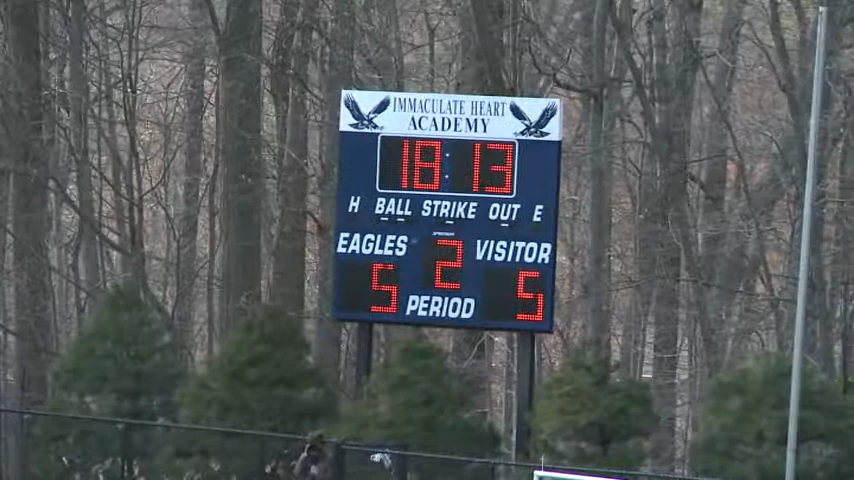 IMMACULATE HEART
ACADEMY
18:13
H BALL STRIKE OUT E
EAGLES 2 VISITOR
5 PERIOD 5